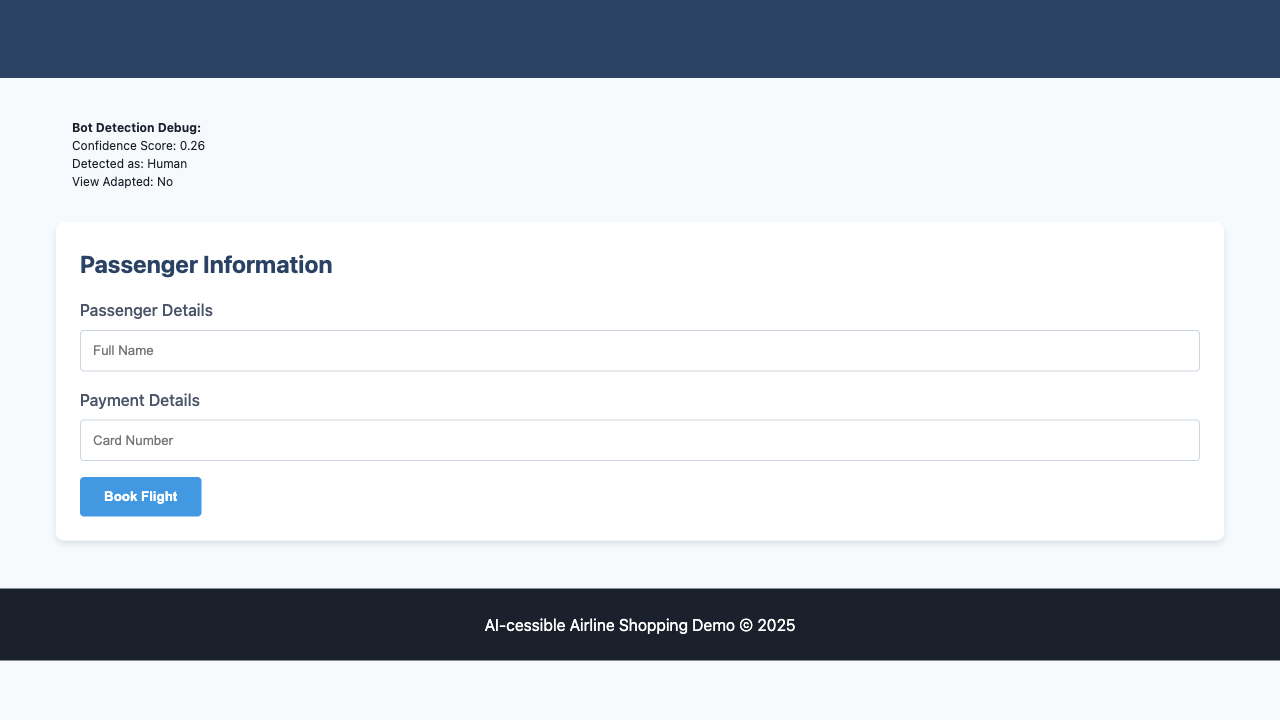 Bot Detection Debug:
Confidence Score: 0.26
Detected as: Human
View Adapted: No
Passenger Information
Passenger Details
Full Name
Payment Details
Card Number
Book Flight
AI-cessible Airline Shopping Demo © 2025